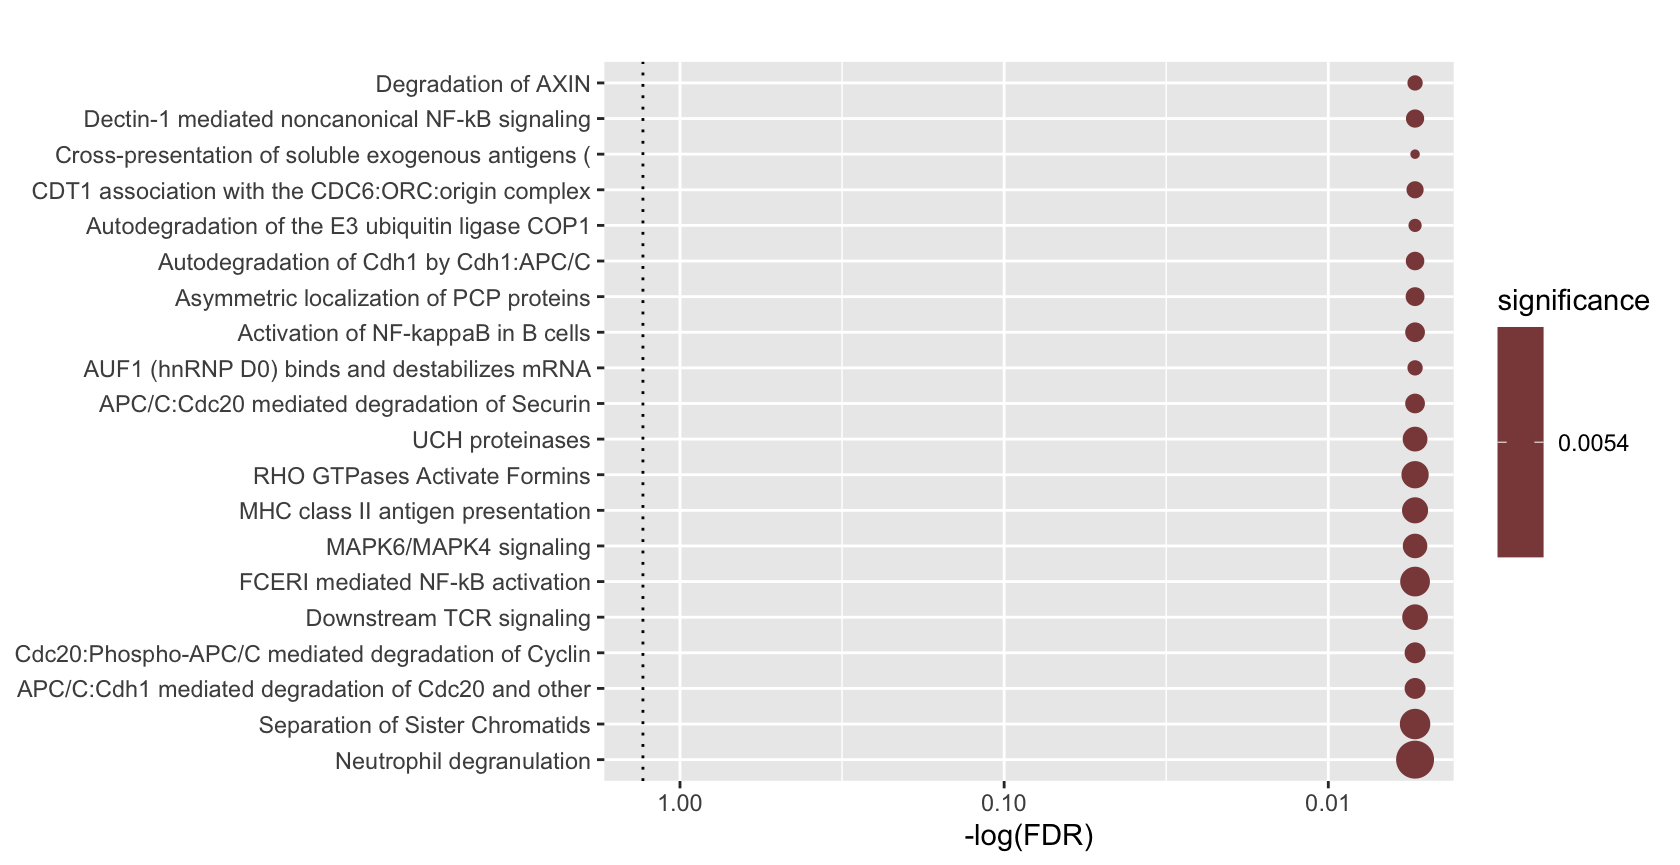 Degradation of AXIN
Dectin-1 mediated noncanonical NF-kB signaling
Cross-presentation of soluble exogenous antigens (
CDT1 association with the CDC6:ORC:origin complex
Autodegradation of the E3 ubiquitin ligase COP1
Autodegradation of Cdh1 by Cdh1:APC/C
Asymmetric localization of PCP proteins
Activation of NF-kappaB in B cells
AUF1 (hnRNP D0) binds and destabilizes mRNA
APC/C:Cdc20 mediated degradation of Securin
UCH proteinases
RHO GTPases Activate Formins
MHC class II antigen presentation
MAPK6/MAPK4 signaling
FCERI mediated NF-kB activation
Downstream TCR signaling
Cdc20:Phospho-APC/C mediated degradation of Cyclin
APC/C:Cdh1 mediated degradation of Cdc20 and other
Separation of Sister Chromatids
Neutrophil degranulation
1.00 0.10 0.01
-log(FDR)
significance
0.0054